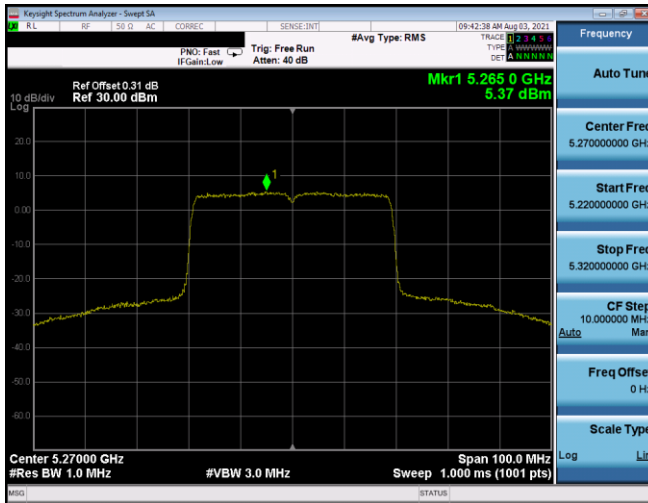 Keysight Spectrum Analyzer - Swept SA
RL RF 50 Ω AC CORREC SENSE:INT 09:42:38 AM Aug 03, 2021
#Avg Type: RMS TRACE 1 2 3 4 5 6
PNO: Fast Trig: Free Run TYPE A WWWWW
IFGain:Low Atten: 40 dB DET A N N N N N
Ref Offset 0.31 dB Mkr1 5.265 0 GHz
10 dB/div Ref 30.00 dBm 5.37 dBm
Log
1
20.0
0.00
-10.0
-20.0
-30.0
-40.0
-50.0
-60.0
Center 5.27000 GHz Span 100.0 MHz
#Res BW 1.0 MHz #VBW 3.0 MHz Sweep 1.000 ms (1001 pts)
MSG STATUS
Frequency
Auto Tune
Center Freq
5.270000000 GHz
Start Freq
5.220000000 GHz
Stop Freq
5.320000000 GHz
CF Step
10.000000 MHz
Auto Man
Freq Offset
0 Hz
Scale Type
Log Lin